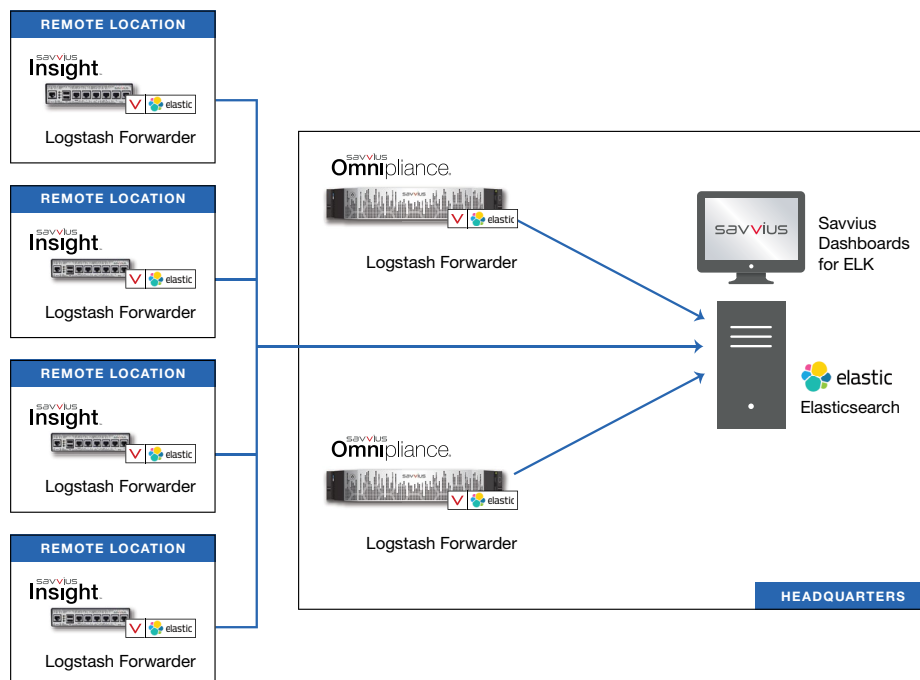 REMOTE LOCATION
savvius
Insight
elastic
Logstash Forwarder
REMOTE LOCATION
savvius
Insight
elastic
Logstash Forwarder
REMOTE LOCATION
savvius
Insight
elastic
Logstash Forwarder
REMOTE LOCATION
savvius
Insight
elastic
Logstash Forwarder
savvius
Omnipliance
savvius
elastic
Logstash Forwarder
savvius
Omnipliance
savvius
elastic
Logstash Forwarder
savvius
Savvius
Dashboards
for ELK
elastic
Elasticsearch
HEADQUARTERS